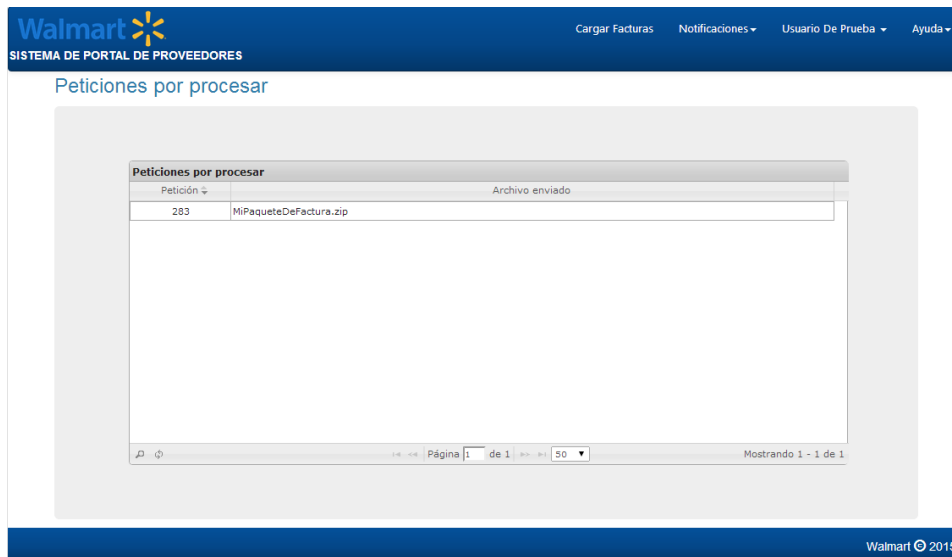 Walmart
Cargar Facturas Notificaciones Usuario De Prueba Ayuda
SISTEMA DE PORTAL DE PROVEEDORES
Peticiones por procesar
Peticiones por procesar
Petición Archivo enviado
283 MiPaqueteDeFactura.zip
Página 1 de 1 50 Mostrando 1 - 1 de 1
Walmart © 2015